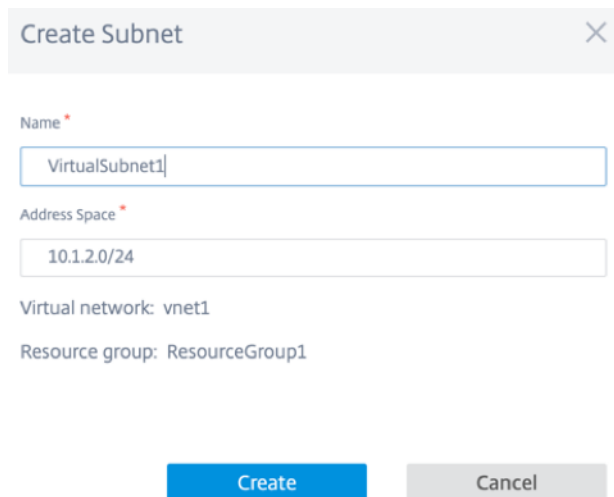 Create Subnet
Name *
VirtualSubnet1
Address Space *
10.1.2.0/24
Virtual network: vnet1
Resource group: ResourceGroup1
Create Cancel